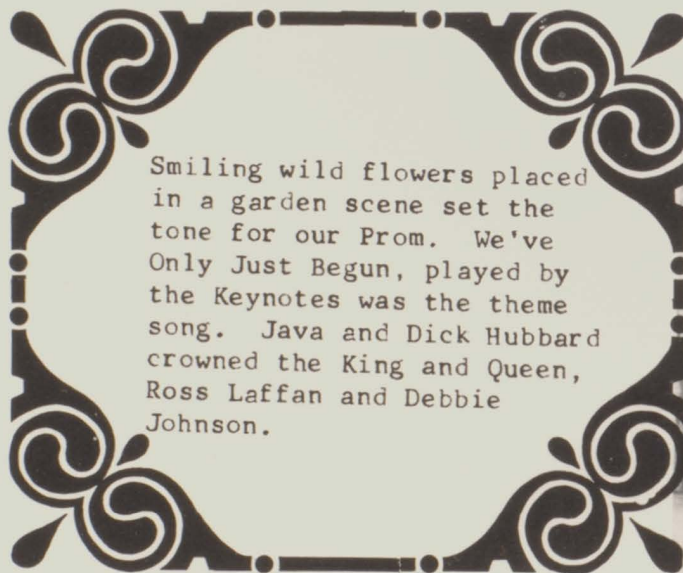 Smiling wild flowers placed
in a garden scene set the
tone for our Prom.  We've
Only Just Begun, played by
the Keynotes was the theme
song.  Java and Dick Hubbard
crowned the King and Queen,
Ross Laffan and Debbie
Johnson.